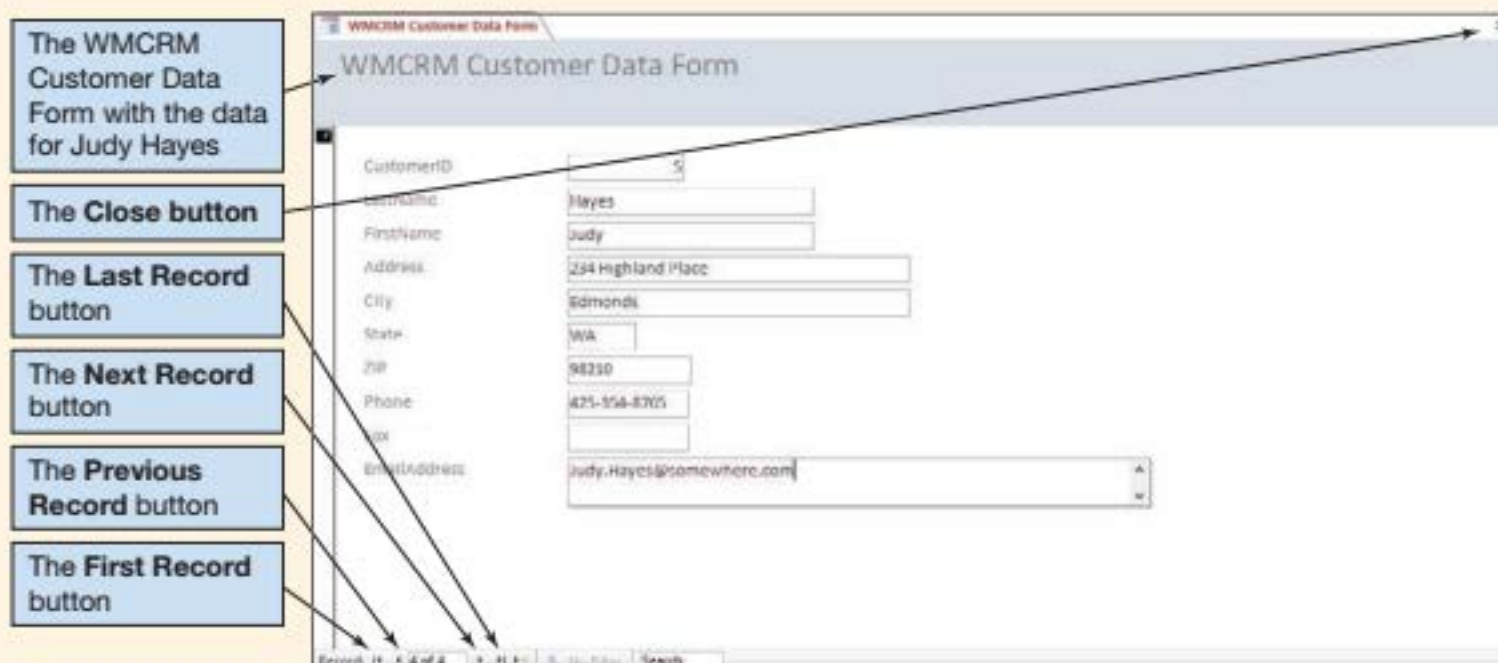 The WMCRM
Customer Data
Form with the data
for Judy Hayes
The Close button
The Last Record
button
The Next Record
button
The Previous
Record button
The First Record
button
WMCRM Customer Data Form
WMCRM Customer Data Form
CustomerID 5
LastName Hayes
FirstName Judy
Address 234 Highland Place
City Edmonds
State WA
ZIP 98210
Phone
Fax
EmailAddress Judy.Hayes@somewhere.com
Record: 4 of 4 Search